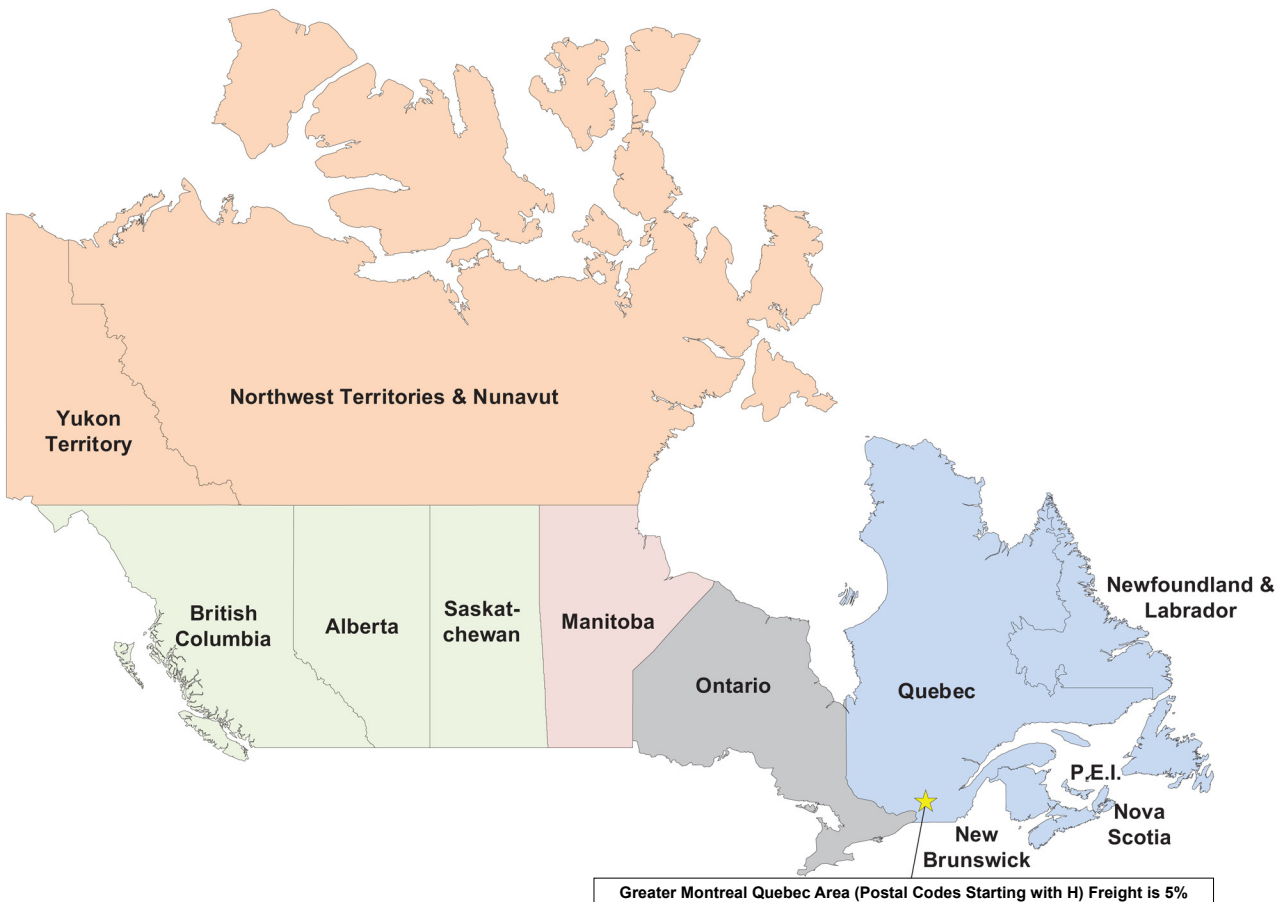 Northwest Territories & Nunavut
Yukon
Territory
British
Columbia
Alberta
Saskat-
chewan
Manitoba
Ontario
Quebec
Newfoundland &
Labrador
P.E.I.
Nova
Scotia
New
Brunswick
Greater Montreal Quebec Area (Postal Codes Starting with H) Freight is 5%